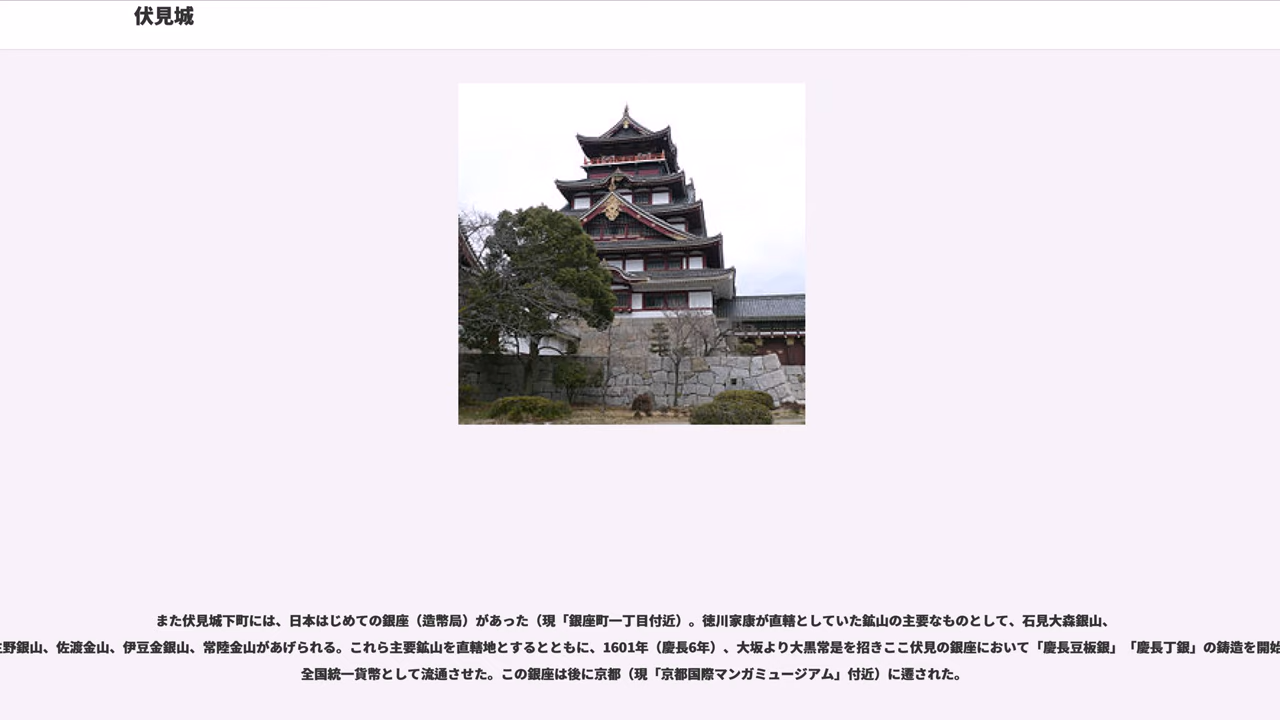 伏見城
また伏見城下町には、日本はじめての銀座（造幣局）があった（現「銀座町一丁目付近）。徳川家康が直轄としていた鉱山の主要なものとして、石見大森銀山、
野銀山、佐渡金山、伊豆金銀山、常陸金山があげられる。これら主要鉱山を直轄地とするとともに、1601年（慶長6年）、大坂より大黒常是を招きここ伏見の銀座において「慶長豆板銀」「慶長丁銀」の鋳造を開始
全国統一貨幣として流通させた。この銀座は後に京都（現「京都国際マンガミュージアム」付近）に遷された。